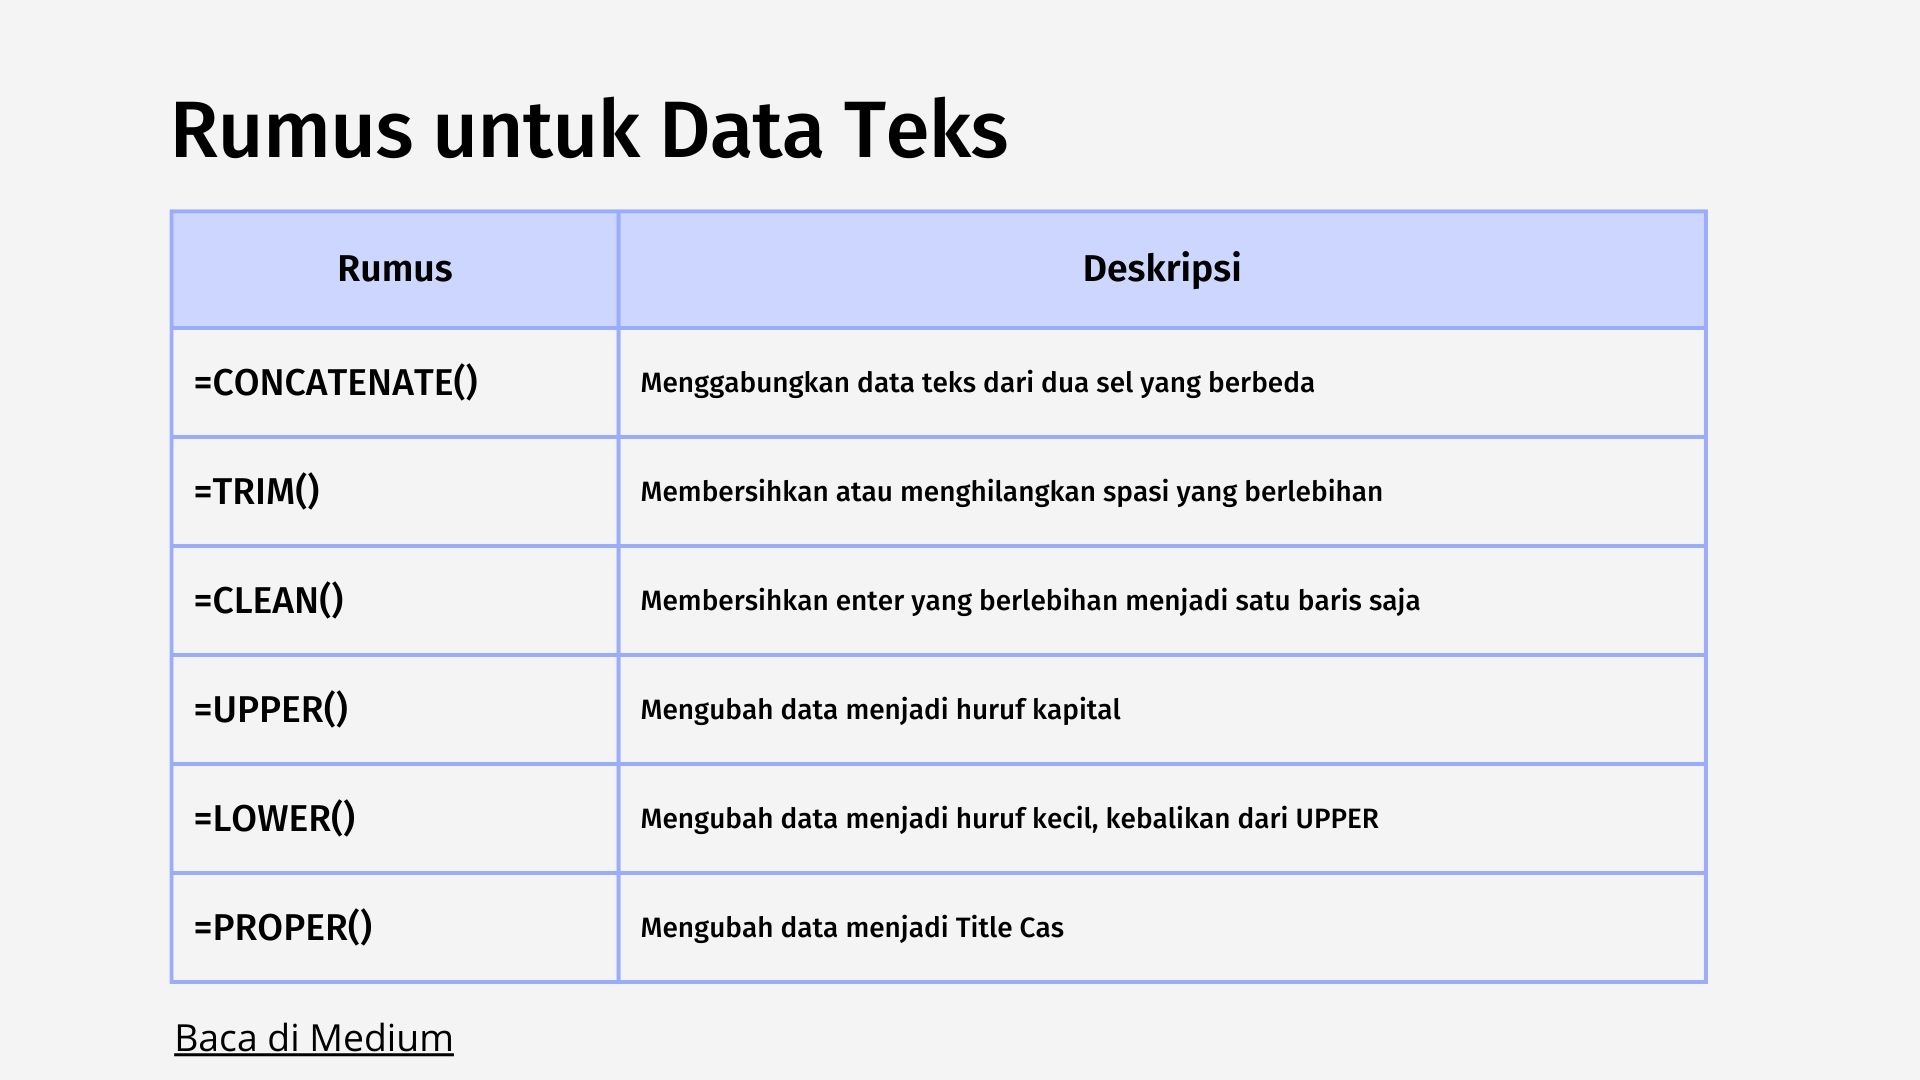 Rumus untuk Data Teks
Rumus
Deskripsi
=CONCATENATE()
Menggabungkan data teks dari dua sel yang berbeda
=TRIM()
Membersihkan atau menghilangkan spasi yang berlebihan
=CLEAN()
Membersihkan enter yang berlebihan menjadi satu baris saja
=UPPER()
Mengubah data menjadi huruf kapital
=LOWER()
Mengubah data menjadi huruf kecil, kebalikan dari UPPER
=PROPER()
Mengubah data menjadi Title Cas
Baca di Medium